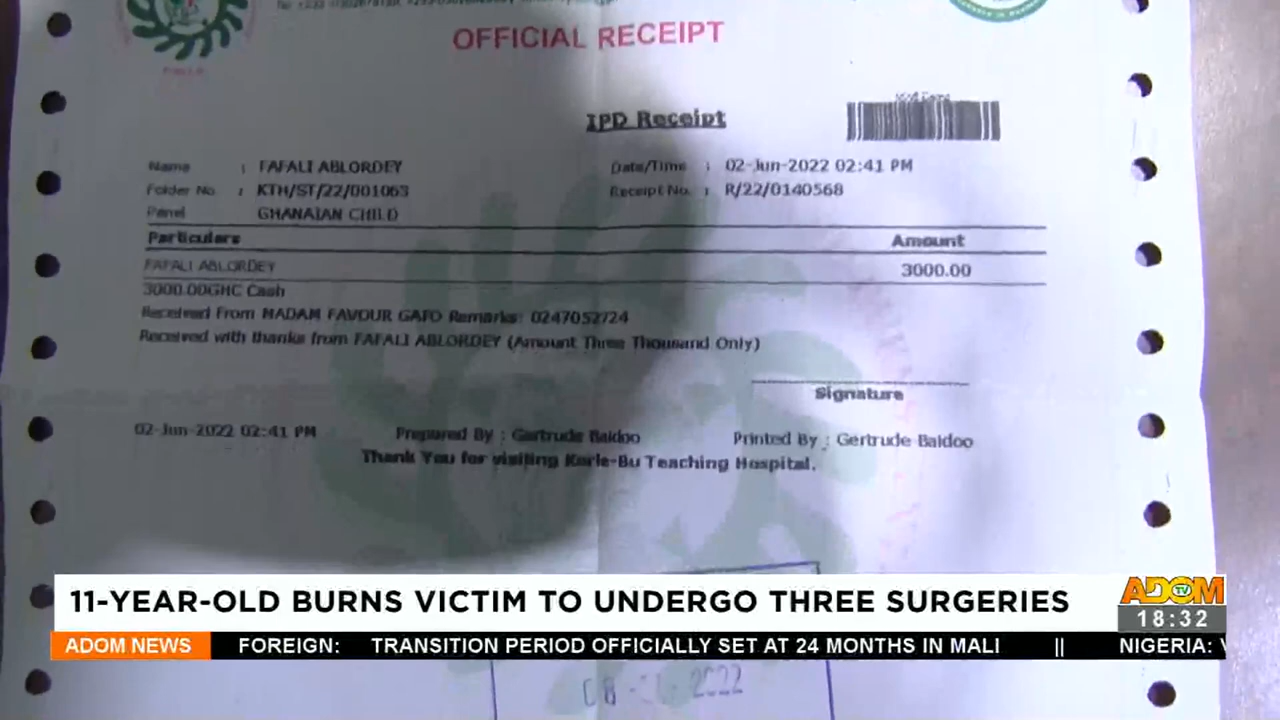 OFFICIAL RECEIPT
IPD Receipt
Name : FAFALI ABLORDEY
Date/Time : 02-Jun-2022 02:41 PM
Folder No. : KTH/ST/22/001063
Receipt No. : R/22/0140568
Panel GHANAIAN CHILD
Particulars Amount
FAFALI ABLORDEY 3000.00
3000.00GHC Cash
Received From MADAM FAVOUR GAFO Remarks: 0247052724
Received with thanks from FAFALI ABLORDEY (Amount Three Thousand Only)
Signature
02-Jun-2022 02:41 PM Prepared By : Gertrude Baidoo Printed By : Gertrude Baidoo
Thank You for visiting Korle-Bu Teaching Hospital.
11-YEAR-OLD BURNS VICTIM TO UNDERGO THREE SURGERIES
ADOM TV
18:32
ADOM NEWS FOREIGN: TRANSITION PERIOD OFFICIALLY SET AT 24 MONTHS IN MALI || NIGERIA:
2022